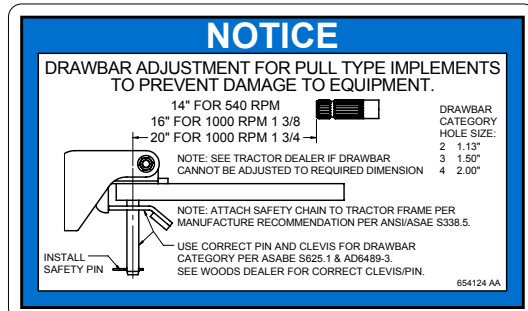 NOTICE
DRAWBAR ADJUSTMENT FOR PULL TYPE IMPLEMENTS
TO PREVENT DAMAGE TO EQUIPMENT.
14" FOR 540 RPM
16" FOR 1000 RPM 1 3/8
20" FOR 1000 RPM 1 3/4
DRAWBAR
CATEGORY
HOLE SIZE:
2 1.13"
3 1.50"
4 2.00"
NOTE: SEE TRACTOR DEALER IF DRAWBAR
CANNOT BE ADJUSTED TO REQUIRED DIMENSION
NOTE: ATTACH SAFETY CHAIN TO TRACTOR FRAME PER
MANUFACTURE RECOMMENDATION PER ANSI/ASAE S338.5.
USE CORRECT PIN AND CLEVIS FOR DRAWBAR
CATEGORY PER ASABE S625.1 & AD6489-3.
SEE WOODS DEALER FOR CORRECT CLEVIS/PIN.
INSTALL
SAFETY PIN
654124 AA